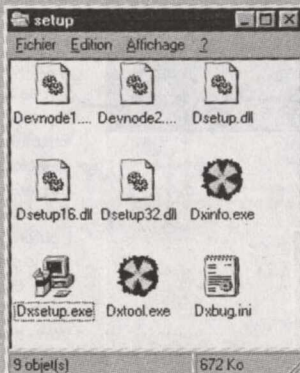 setup
Fichier Edition Affichage ?
Devnode1.... Devnode2.... Dsetup.dll
Dsetup16.dll Dsetup32.dll Dxinfo.exe
Dxsetup.exe Dxtool.exe Dxbug.ini
9 objet(s) 672 Ko